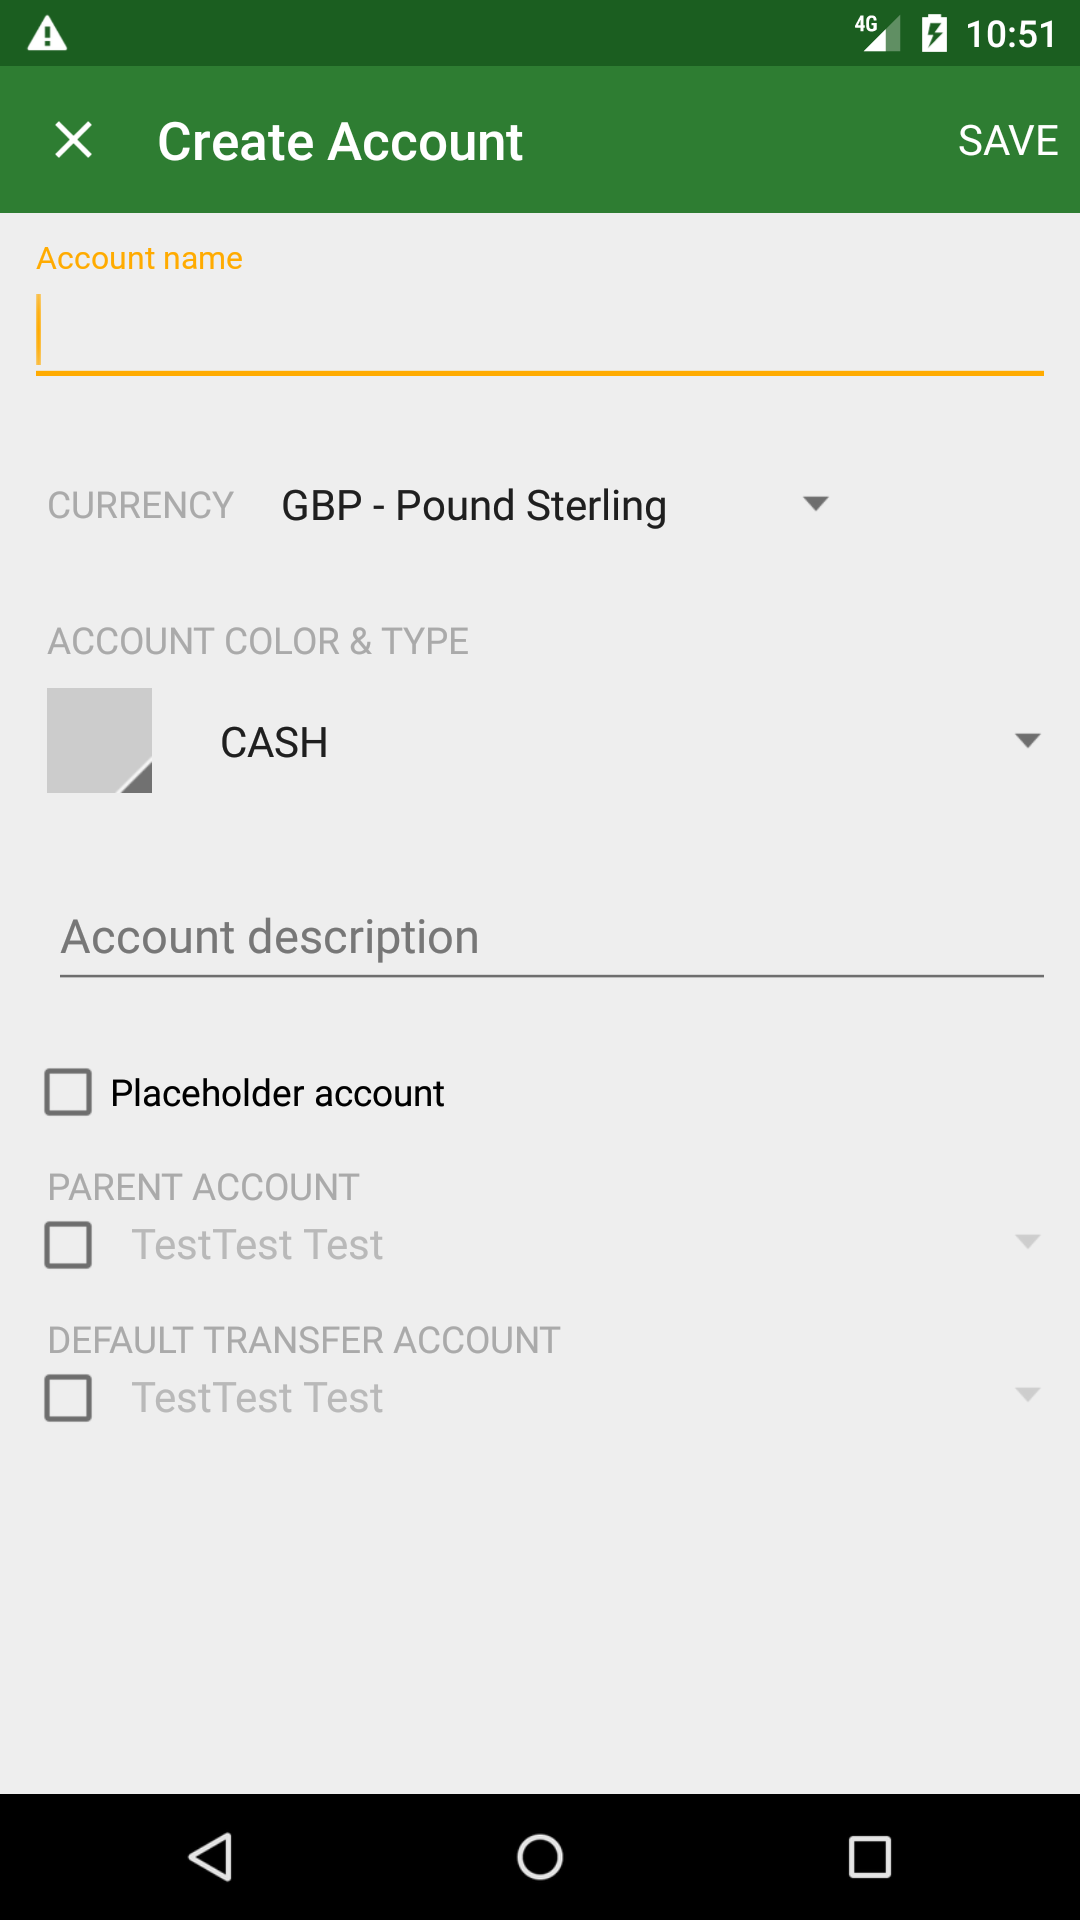 4G 10:51
Create Account SAVE
Account name
CURRENCY GBP - Pound Sterling
ACCOUNT COLOR & TYPE
CASH
Account description
Placeholder account
PARENT ACCOUNT
TestTest Test
DEFAULT TRANSFER ACCOUNT
TestTest Test